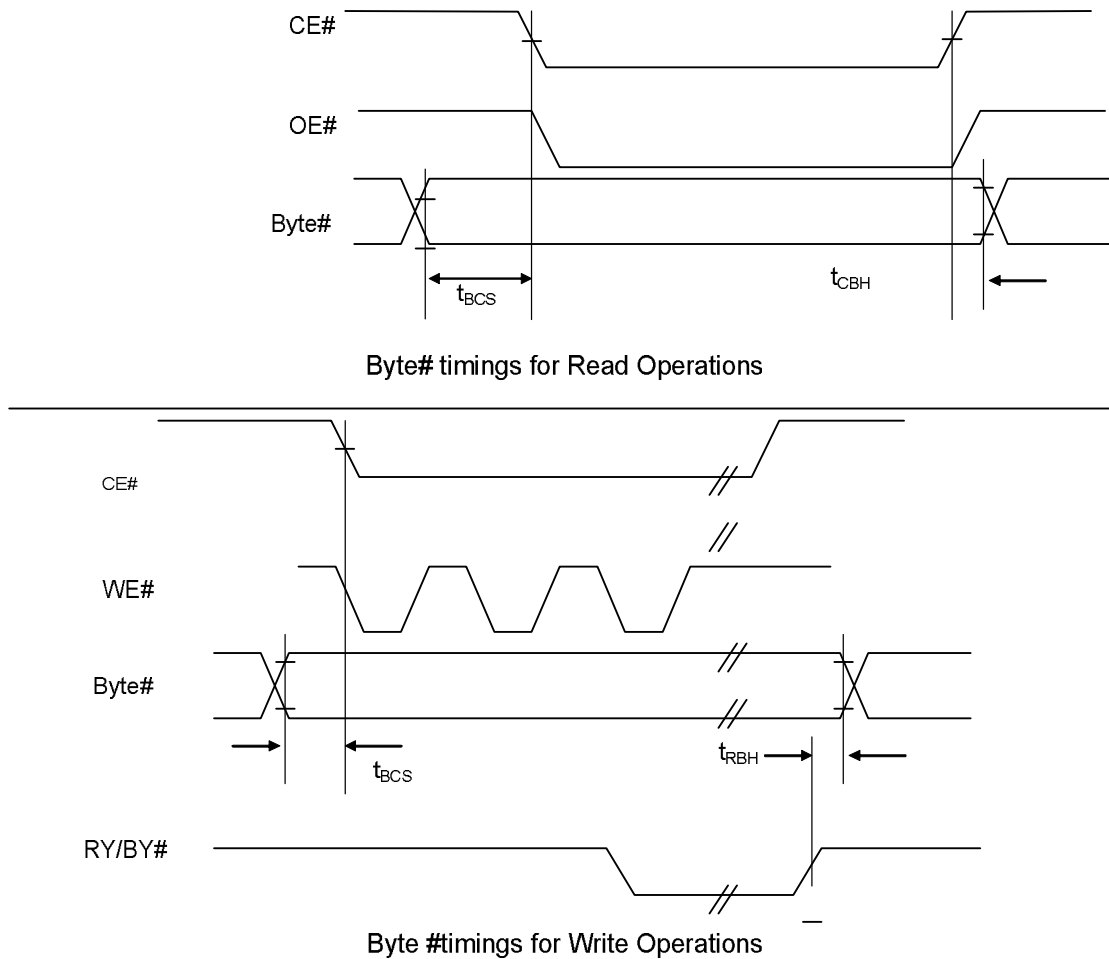 CE#
OE#
Byte#
tBCS
tCBH
Byte# timings for Read Operations
CE#
WE#
Byte#
tBCS
tRBH
RY/BY#
Byte #timings for Write Operations